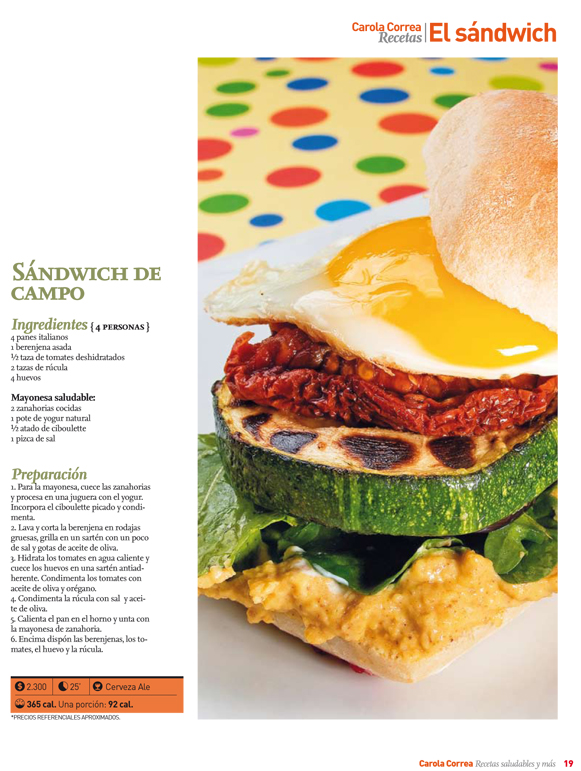 Carola Correa
Recetas
El sándwich
SÁNDWICH DE
CAMPO
Ingredientes { 4 PERSONAS }
4 panes italianos
1 berenjena asada
½ taza de tomates deshidratados
2 tazas de rúcula
4 huevos
Mayonesa saludable:
2 zanahorias cocidas
1 pote de yogur natural
½ atado de ciboulette
1 pizca de sal
Preparación
1. Para la mayonesa, cuece las zanahorias
y procesa en una juguera con el yogur.
Incorpora el ciboulette picado y condi-
menta.
2. Lava y corta la berenjena en rodajas
gruesas, grilla en un sartén con un poco
de sal y gotas de aceite de oliva.
3. Hidrata los tomates en agua caliente y
cuece los huevos en una sartén antiad-
herente. Condimenta los tomates con
aceite de oliva y orégano.
4. Condimenta la rúcula con sal y acei-
te de oliva.
5. Calienta el pan en el horno y unta con
la mayonesa de zanahoria.
6. Encima dispón las berenjenas, los to-
mates, el huevo y la rúcula.
$ 2.300 25' Cerveza Ale
365 cal. Una porción: 92 cal.
*PRECIOS REFERENCIALES APROXIMADOS.
Carola Correa Recetas saludables y más 19